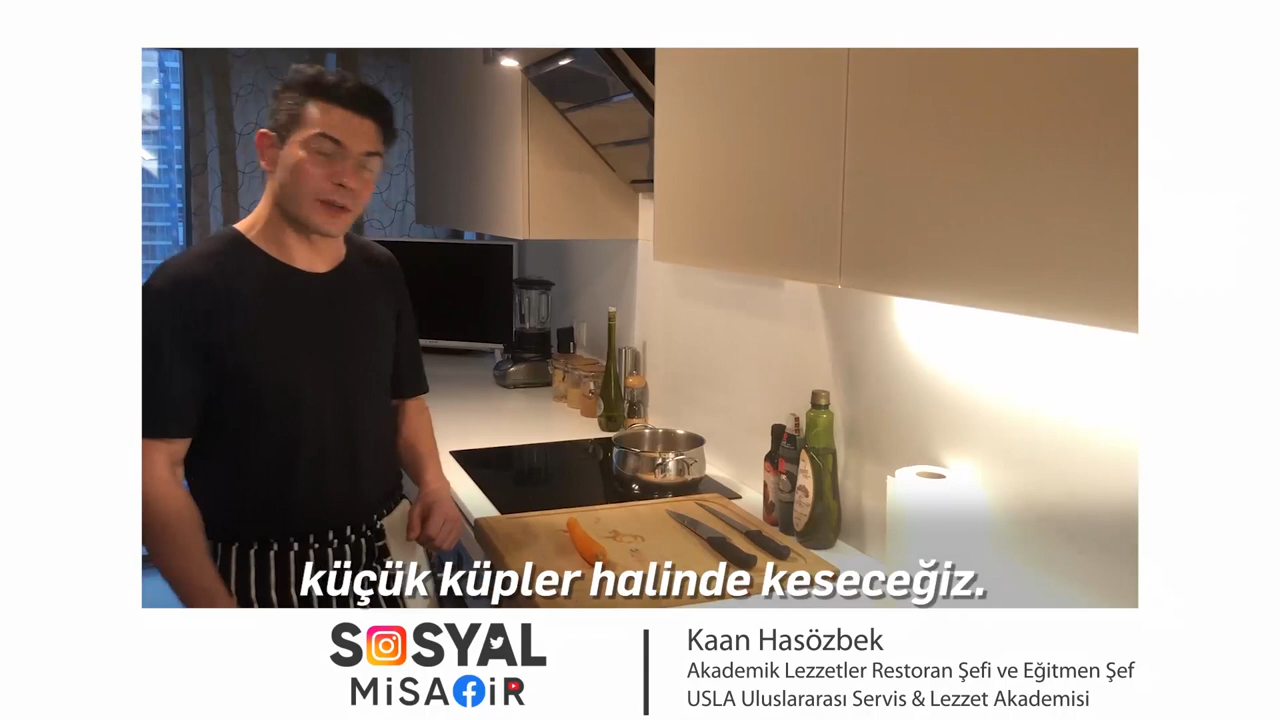 küçük küpler halinde keseceğiz.
SOSYAL
MiSAFiR
Kaan Hasözbek
Akademik Lezzetler Restoran Şefi ve Eğitmen Şef
USLA Uluslararası Servis & Lezzet Akademisi